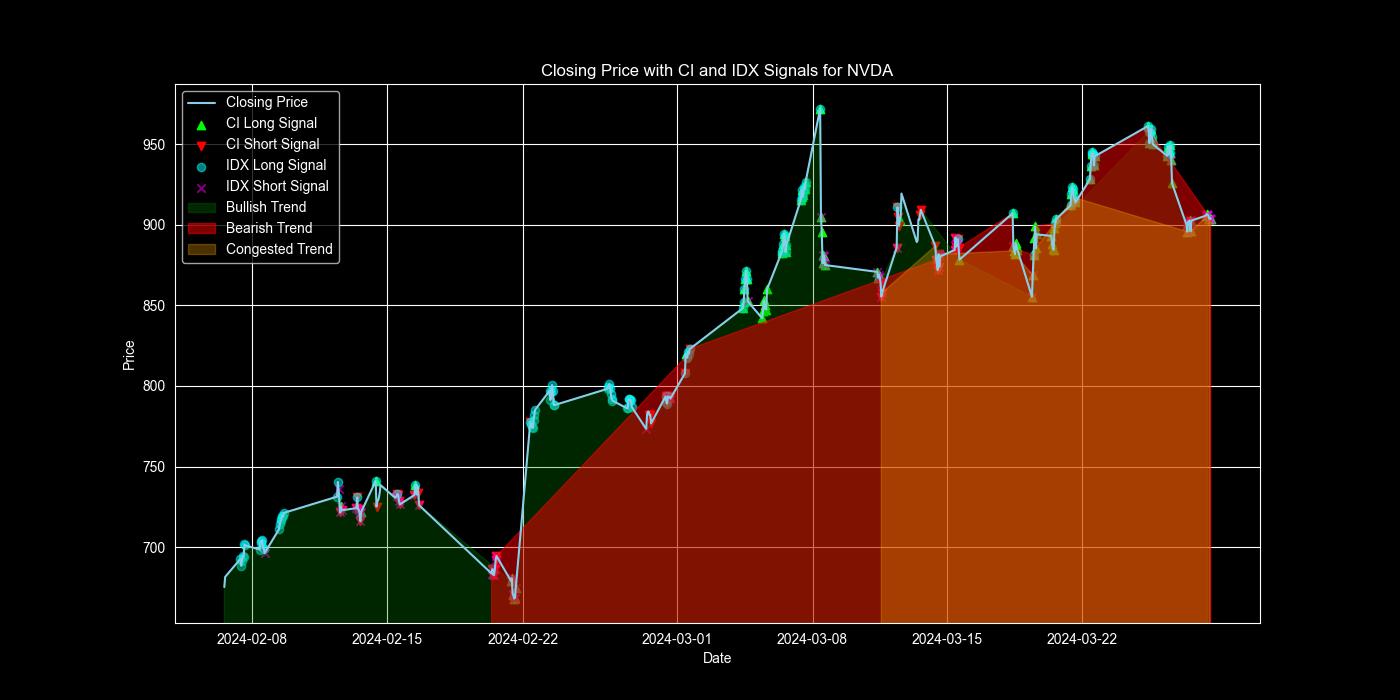 Closing Price with CI and IDX Signals for NVDA
Closing Price
CI Long Signal
CI Short Signal
IDX Long Signal
IDX Short Signal
Bullish Trend
Bearish Trend
Congested Trend
950
900
850
800
750
700
Price
2024-02-08 2024-02-15 2024-02-22 2024-03-01 2024-03-08 2024-03-15 2024-03-22
Date